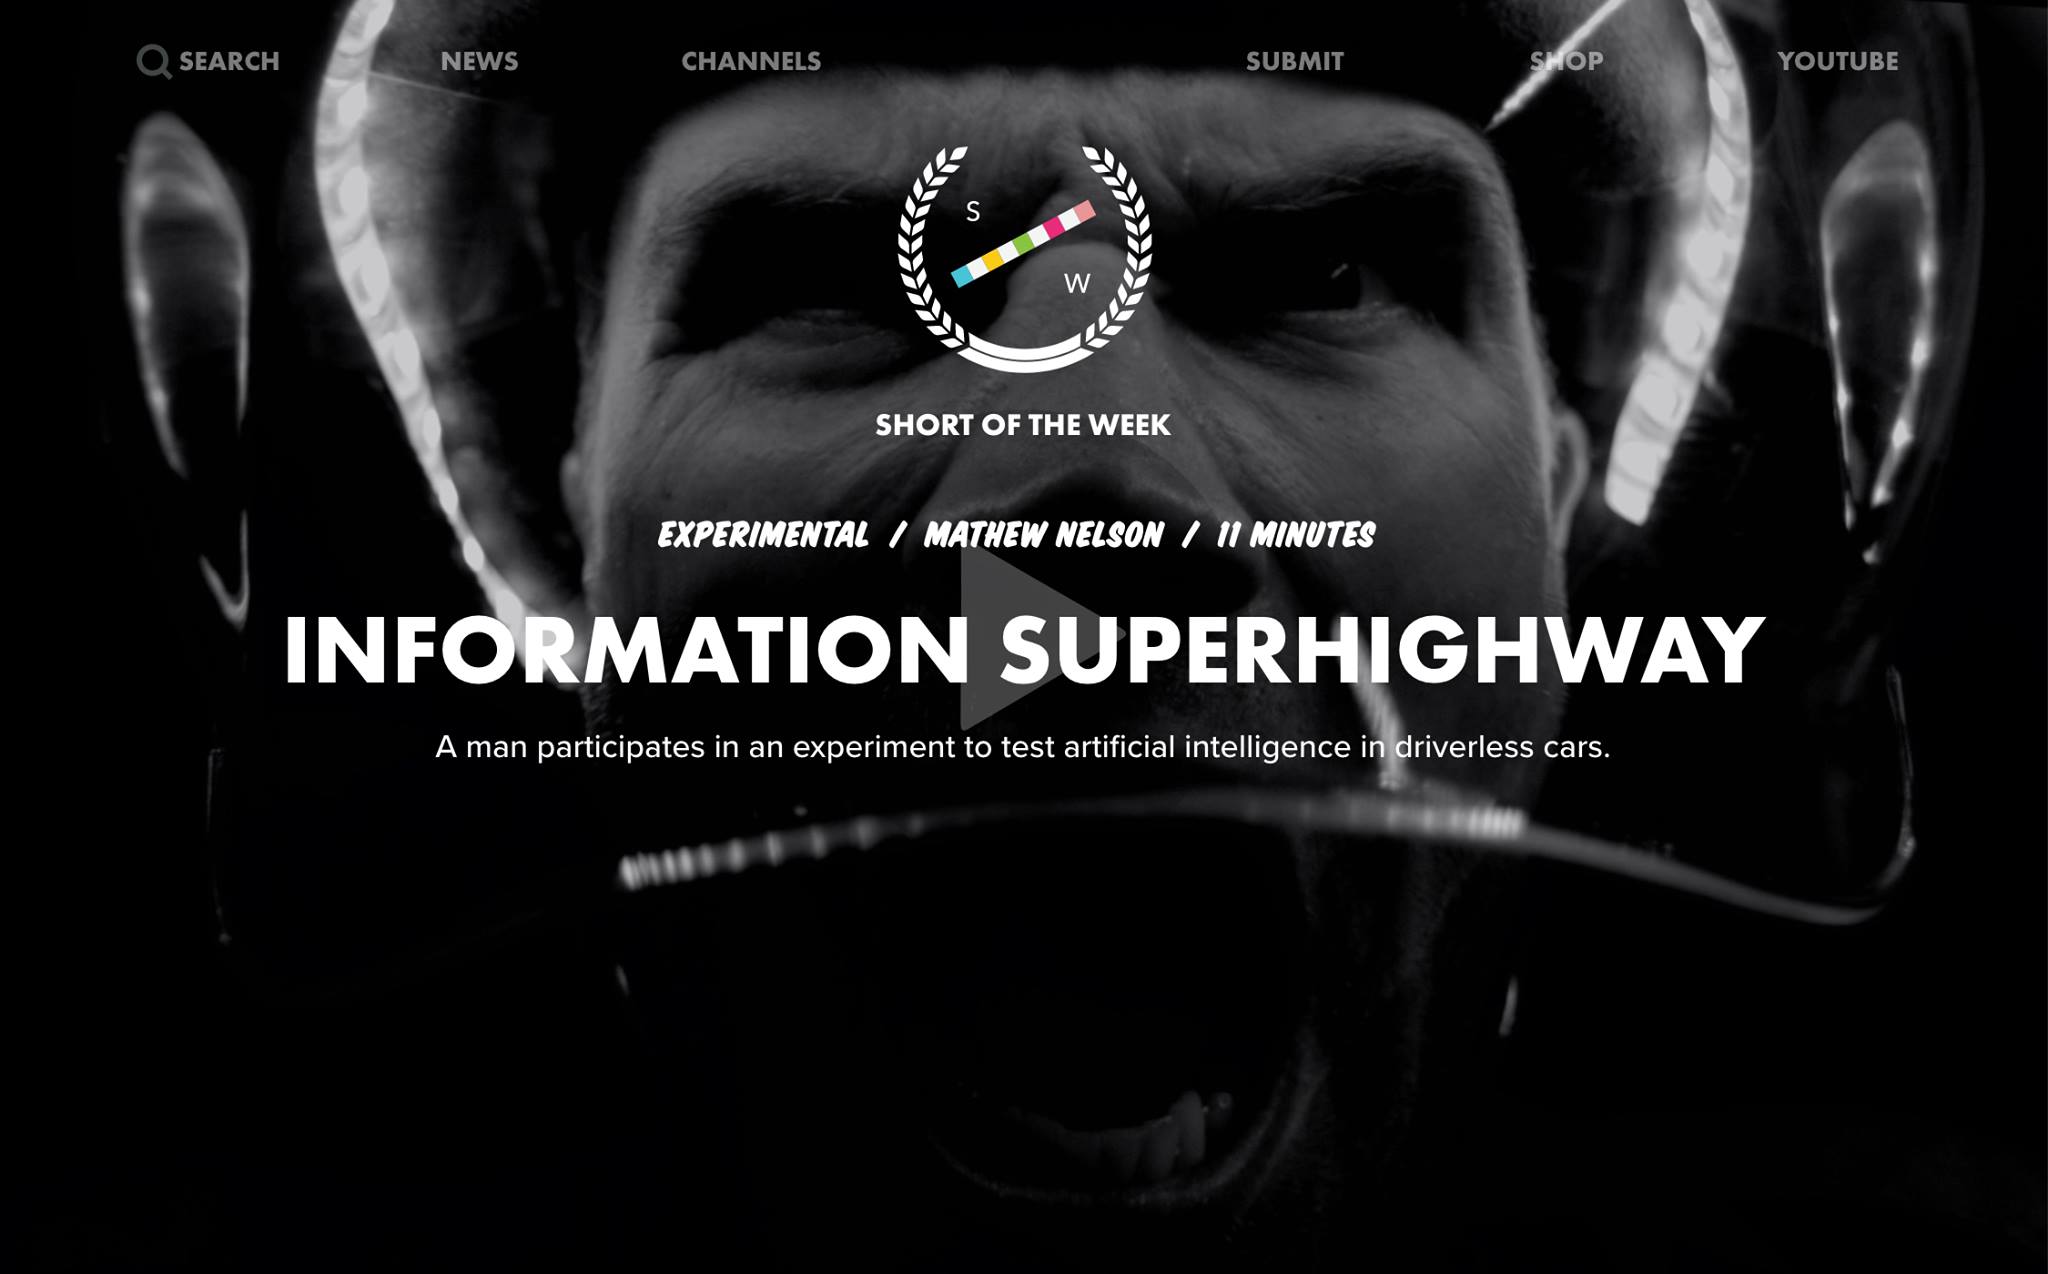 SEARCH NEWS CHANNELS SUBMIT SHOP YOUTUBE
S
W
SHORT OF THE WEEK
EXPERIMENTAL / MATHEW NELSON / 11 MINUTES
INFORMATION SUPERHIGHWAY
A man participates in an experiment to test artificial intelligence in driverless cars.